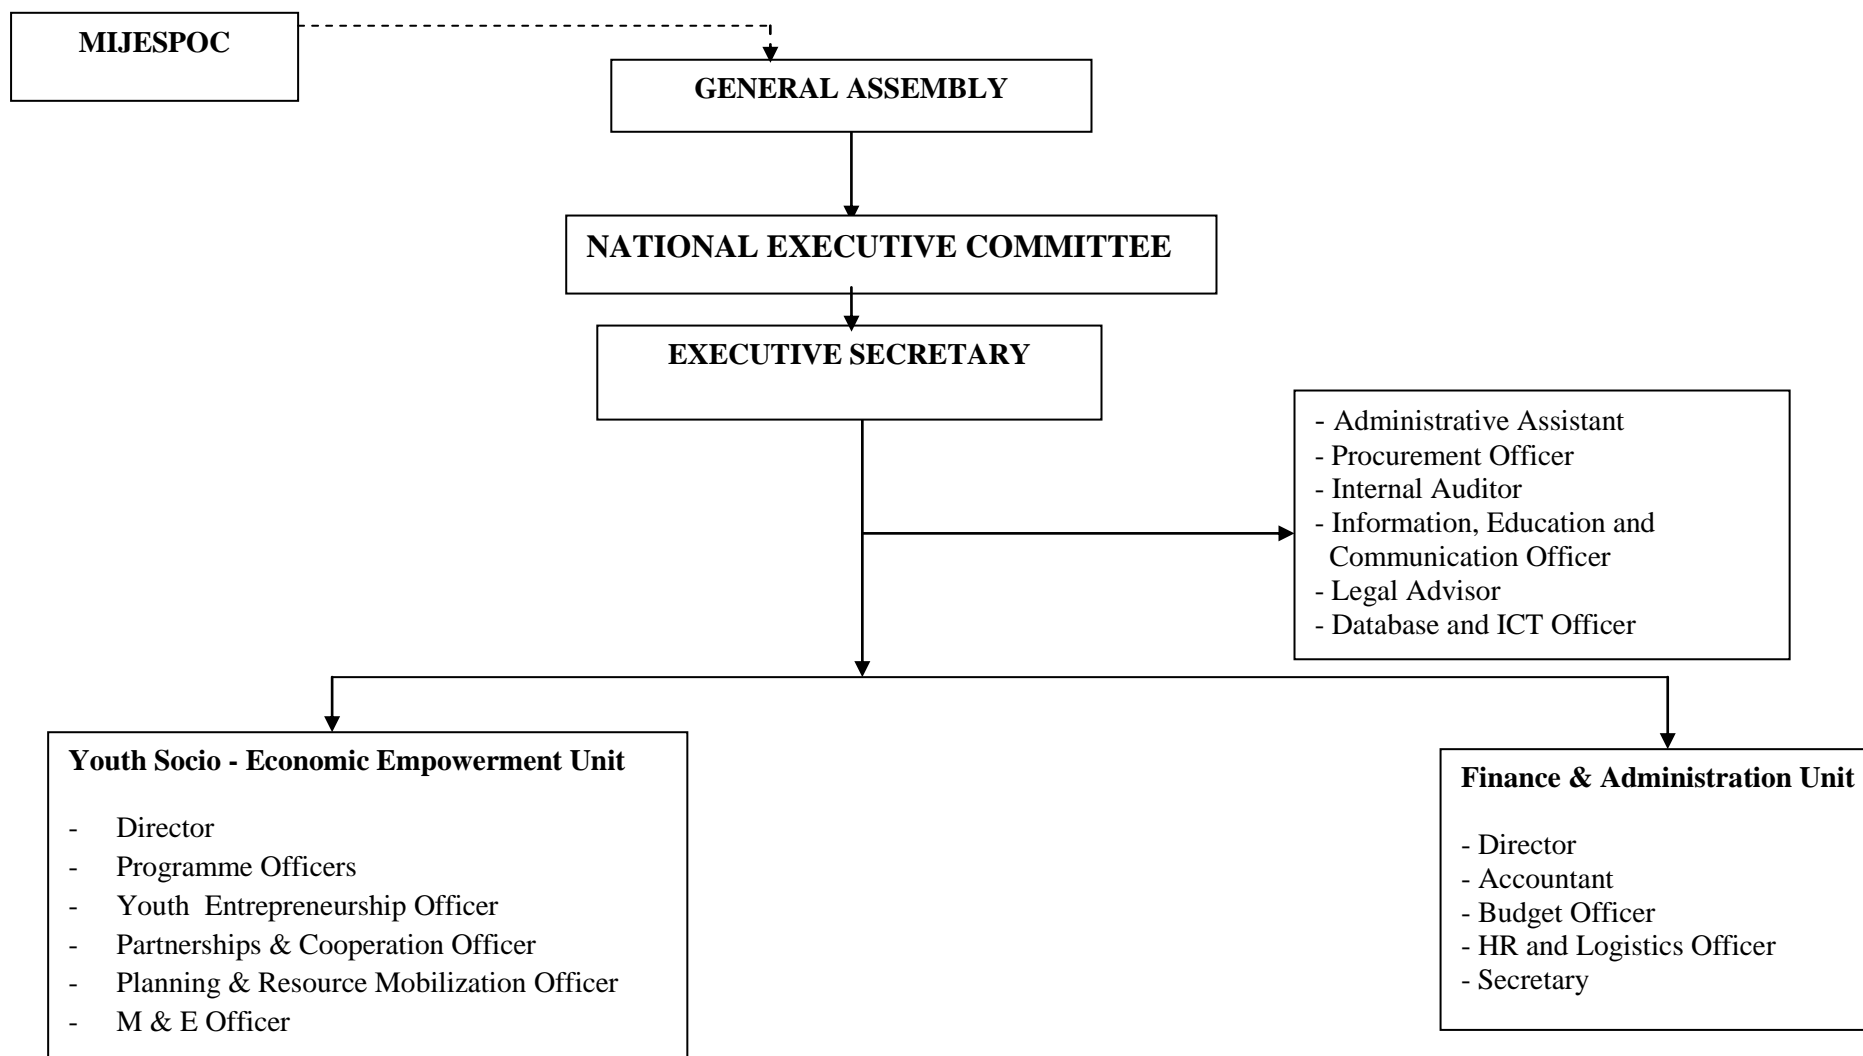 MIJESPOC
GENERAL ASSEMBLY
NATIONAL EXECUTIVE COMMITTEE
EXECUTIVE SECRETARY
- Administrative Assistant
- Procurement Officer
- Internal Auditor
- Information, Education and
Communication Officer
- Legal Advisor
- Database and ICT Officer
Youth Socio - Economic Empowerment Unit
- Director
- Programme Officers
- Youth Entrepreneurship Officer
- Partnerships & Cooperation Officer
- Planning & Resource Mobilization Officer
- M & E Officer
Finance & Administration Unit
- Director
- Accountant
- Budget Officer
- HR and Logistics Officer
- Secretary